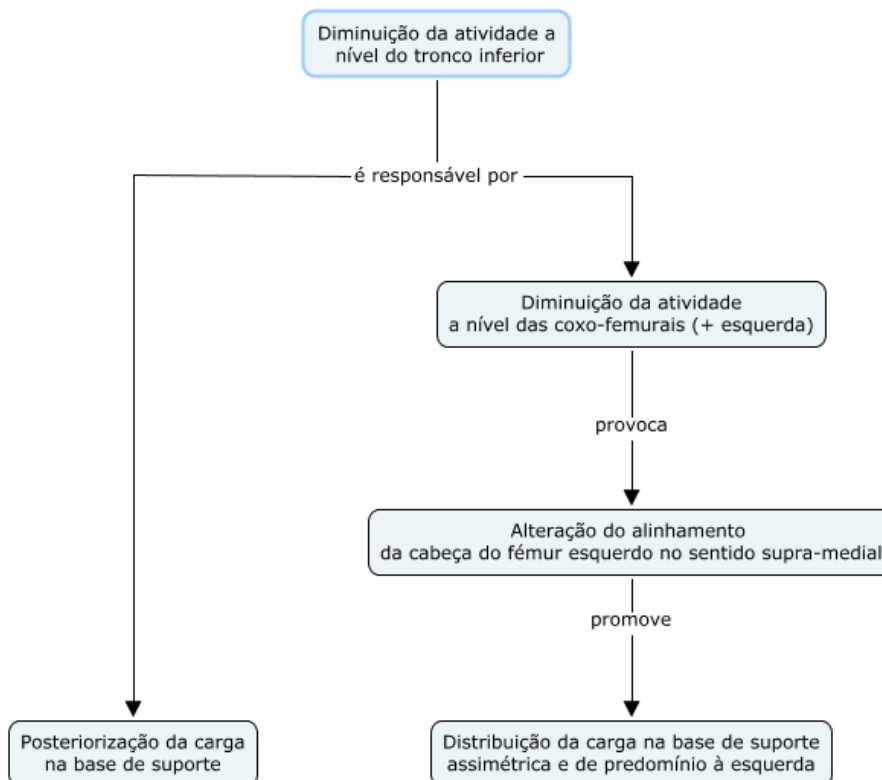 Diminuição da atividade a
nível do tronco inferior
é responsável por
Diminuição da atividade
a nível das coxo-femurais (+ esquerda)
provoca
Alteração do alinhamento
da cabeça do fémur esquerdo no sentido supra-medial
promove
Posteriorização da carga
na base de suporte
Distribuição da carga na base de suporte
assimétrica e de predomínio à esquerda